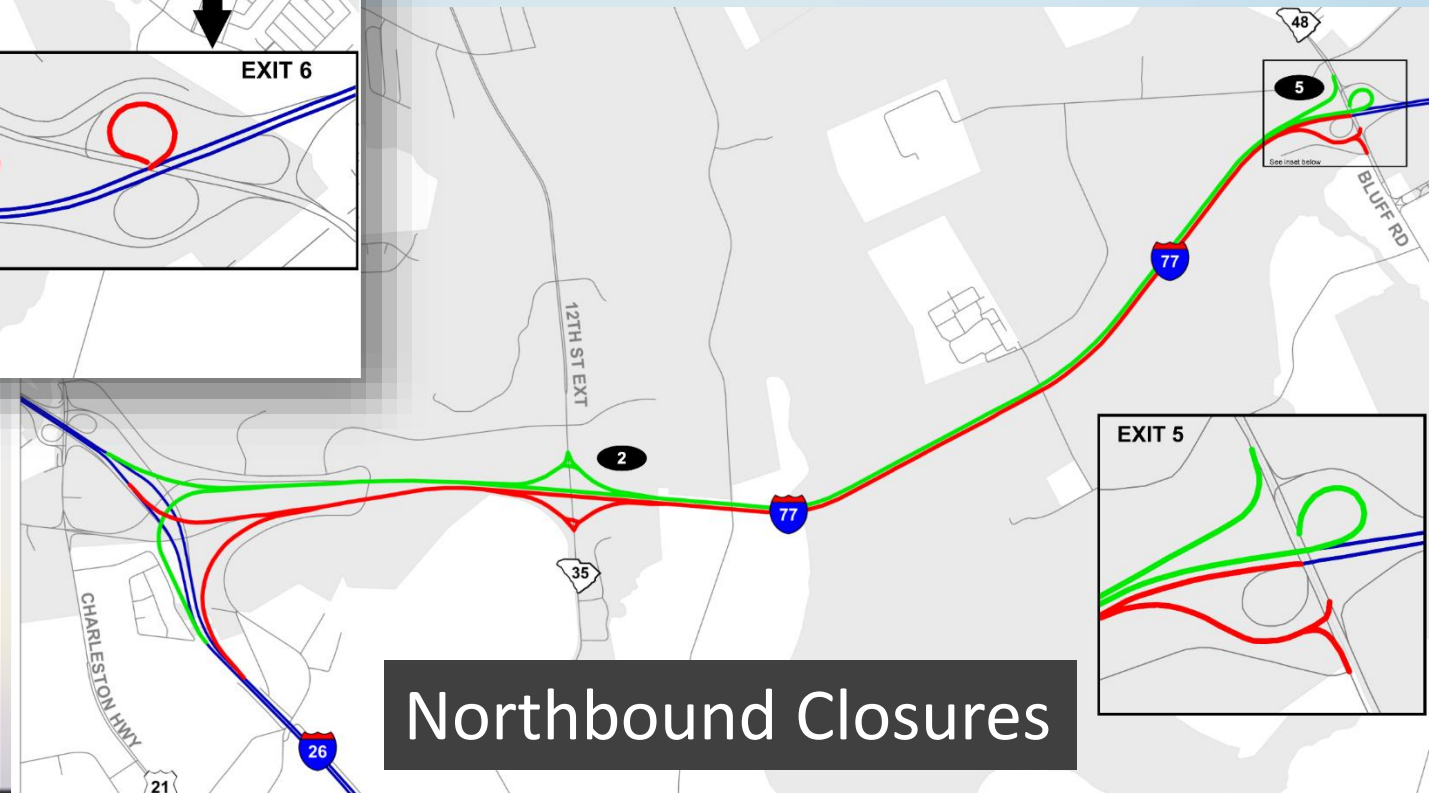 EXIT 6
48
5
See inset below
BLUFF RD
77
12TH ST EXT
2
77
EXIT 5
35
CHARLESTON HWY
Northbound Closures
26
21